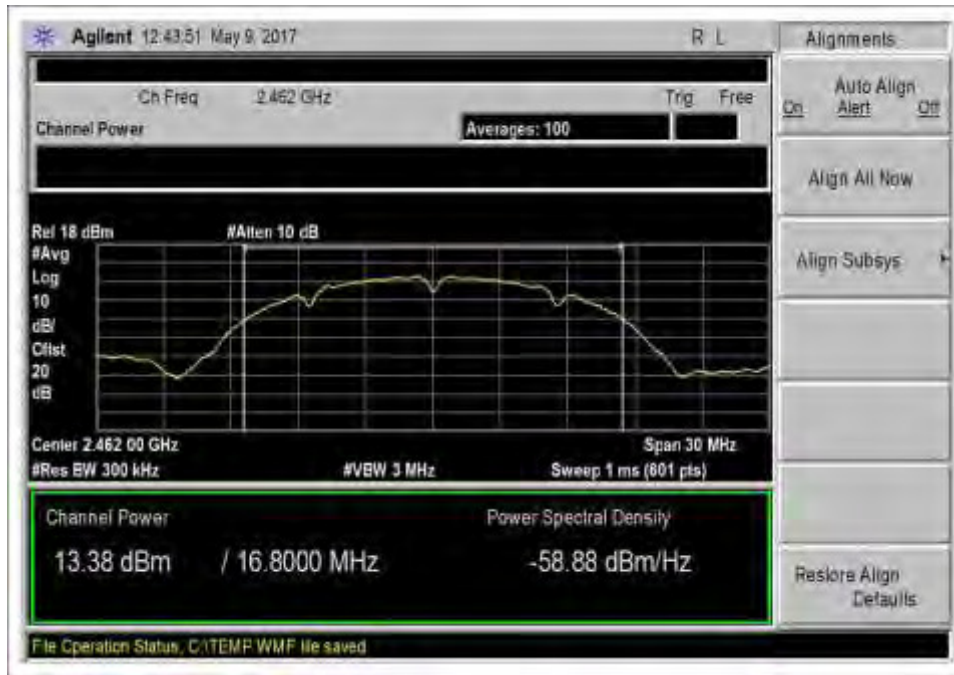 Agilent 12:43:51 May 9, 2017 R L
Ch Freq 2.462 GHz Trig Free
Channel Power Averages: 100
Ref 18 dBm #Atten 10 dB
#Avg
Log
10
dB/
Offst
20
dB
Center 2.462 00 GHz Span 30 MHz
#Res BW 300 kHz #VBW 3 MHz Sweep 1 ms (601 pts)
Channel Power Power Spectral Density
13.38 dBm / 16.8000 MHz -58.88 dBm/Hz
File Operation Status, C:\TEMP.WMF file saved
Alignments
Auto Align
On Alert Off
Align All Now
Align Subsys
Restore Align
Defaults